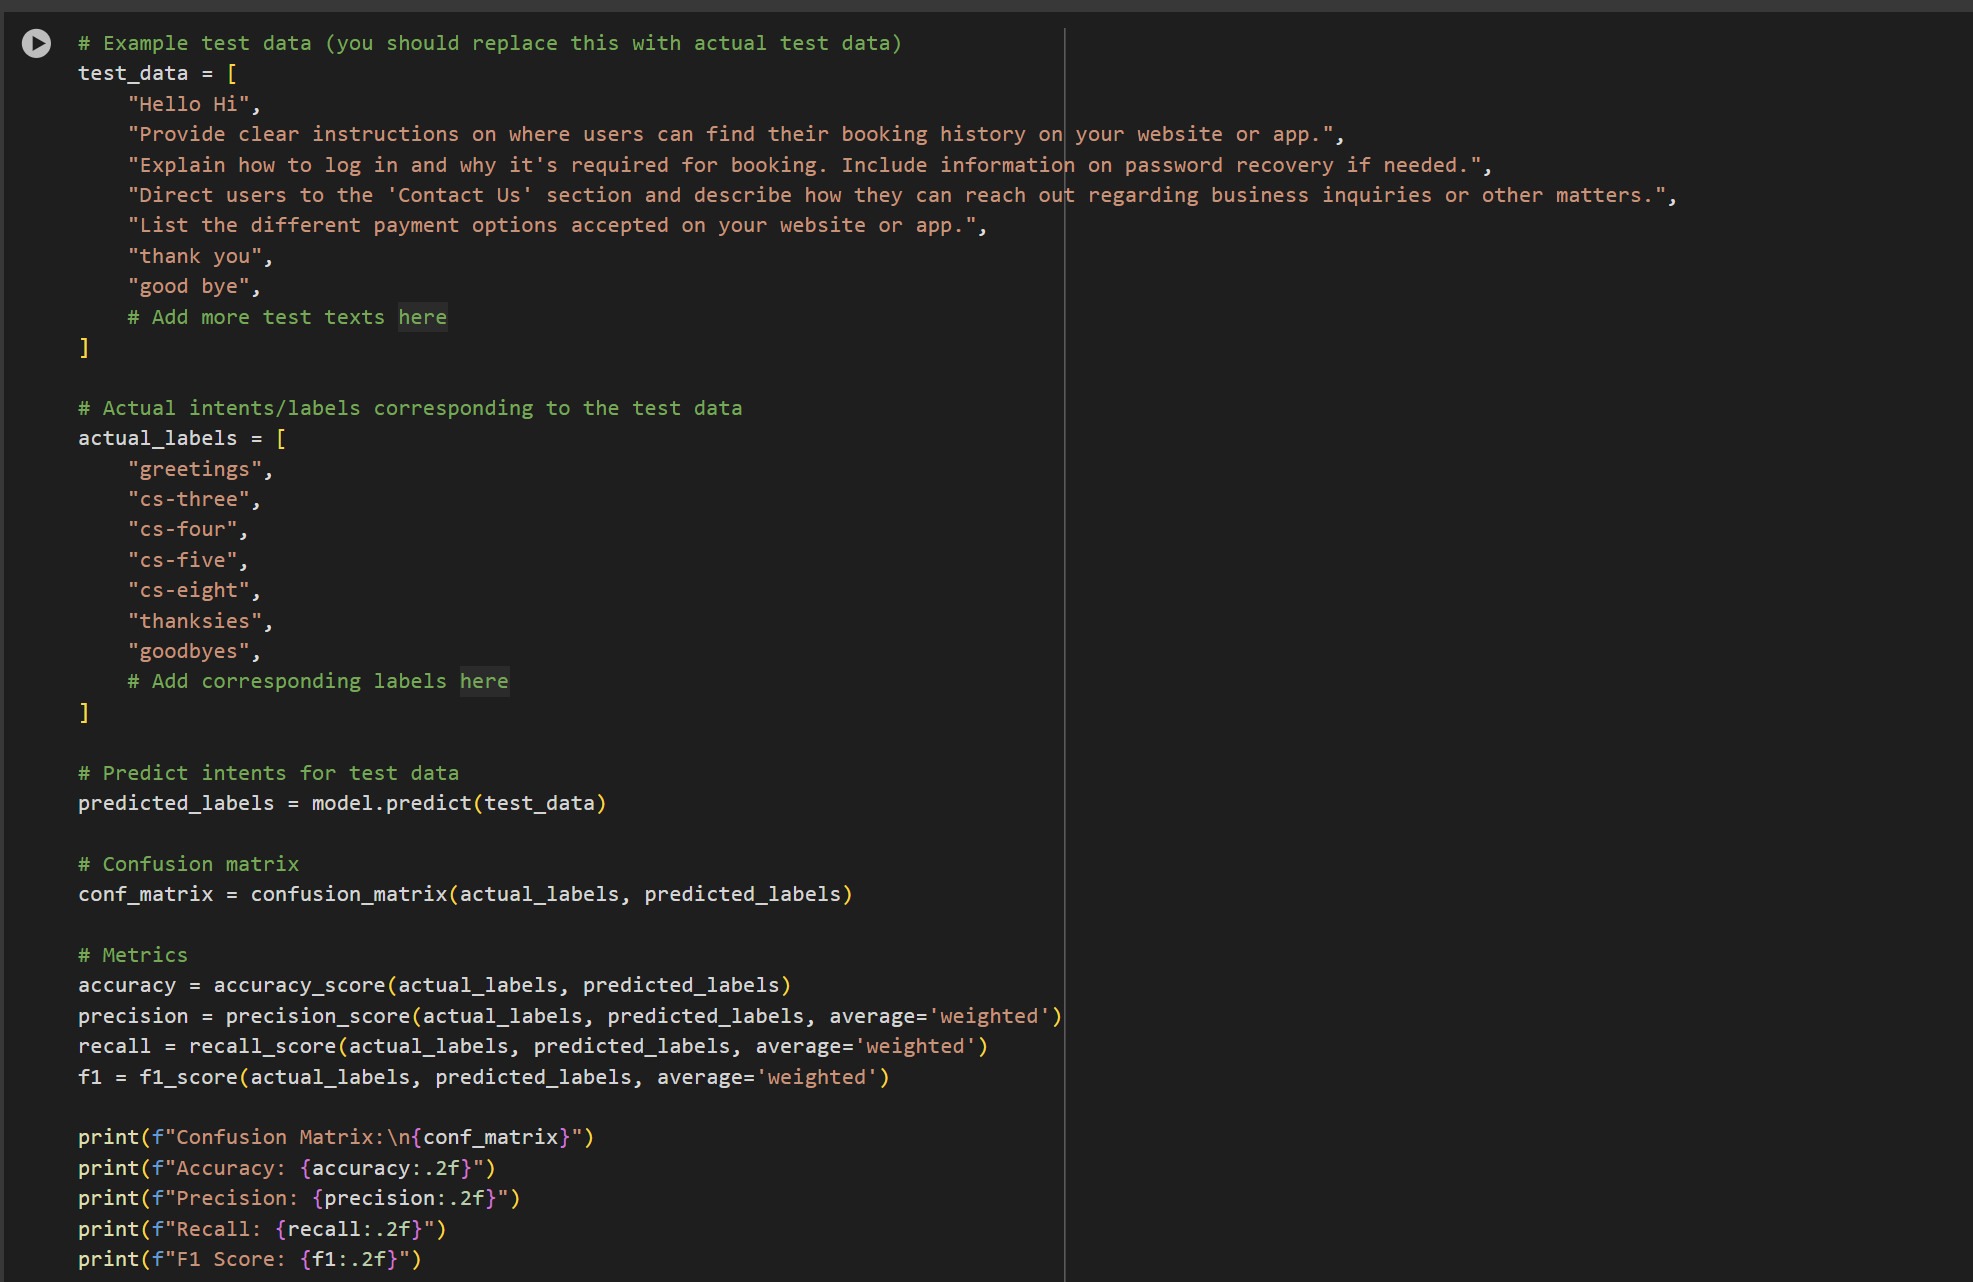 # Example test data (you should replace this with actual test data)
test_data = [
    "Hello Hi",
    "Provide clear instructions on where users can find their booking history on your website or app.",
    "Explain how to log in and why it's required for booking. Include information on password recovery if needed.",
    "Direct users to the 'Contact Us' section and describe how they can reach out regarding business inquiries or other matters.",
    "List the different payment options accepted on your website or app.",
    "thank you",
    "good bye",
    # Add more test texts here
]

# Actual intents/labels corresponding to the test data
actual_labels = [
    "greetings",
    "cs-three",
    "cs-four",
    "cs-five",
    "cs-eight",
    "thanksies",
    "goodbyes",
    # Add corresponding labels here
]

# Predict intents for test data
predicted_labels = model.predict(test_data)

# Confusion matrix
conf_matrix = confusion_matrix(actual_labels, predicted_labels)

# Metrics
accuracy = accuracy_score(actual_labels, predicted_labels)
precision = precision_score(actual_labels, predicted_labels, average='weighted')
recall = recall_score(actual_labels, predicted_labels, average='weighted')
f1 = f1_score(actual_labels, predicted_labels, average='weighted')

print(f"Confusion Matrix:\n{conf_matrix}")
print(f"Accuracy: {accuracy:.2f}")
print(f"Precision: {precision:.2f}")
print(f"Recall: {recall:.2f}")
print(f"F1 Score: {f1:.2f}")